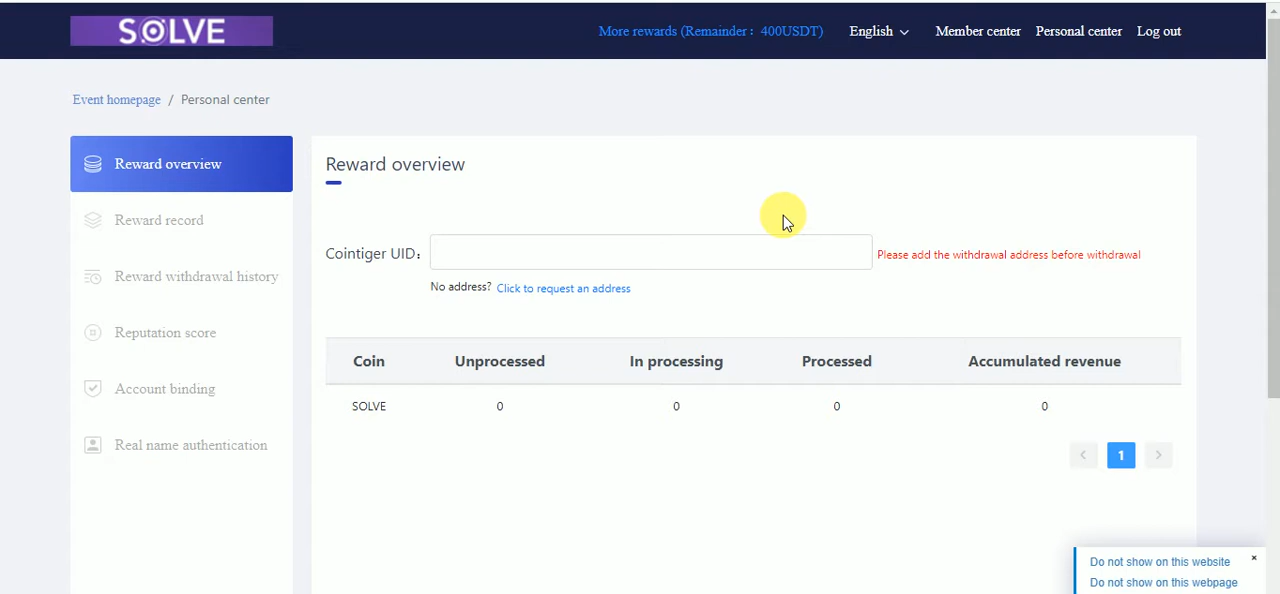 SOLVE
More rewards (Remainder： 400USDT)
English
Member center
Personal center
Log out
Event homepage / Personal center
Reward overview
Reward record
Reward withdrawal history
Reputation score
Account binding
Real name authentication
Reward overview
Cointiger UID：
Please add the withdrawal address before withdrawal
No address? Click to request an address
Coin Unprocessed In processing Processed Accumulated revenue
SOLVE 0 0 0 0
1
Do not show on this website
Do not show on this webpage